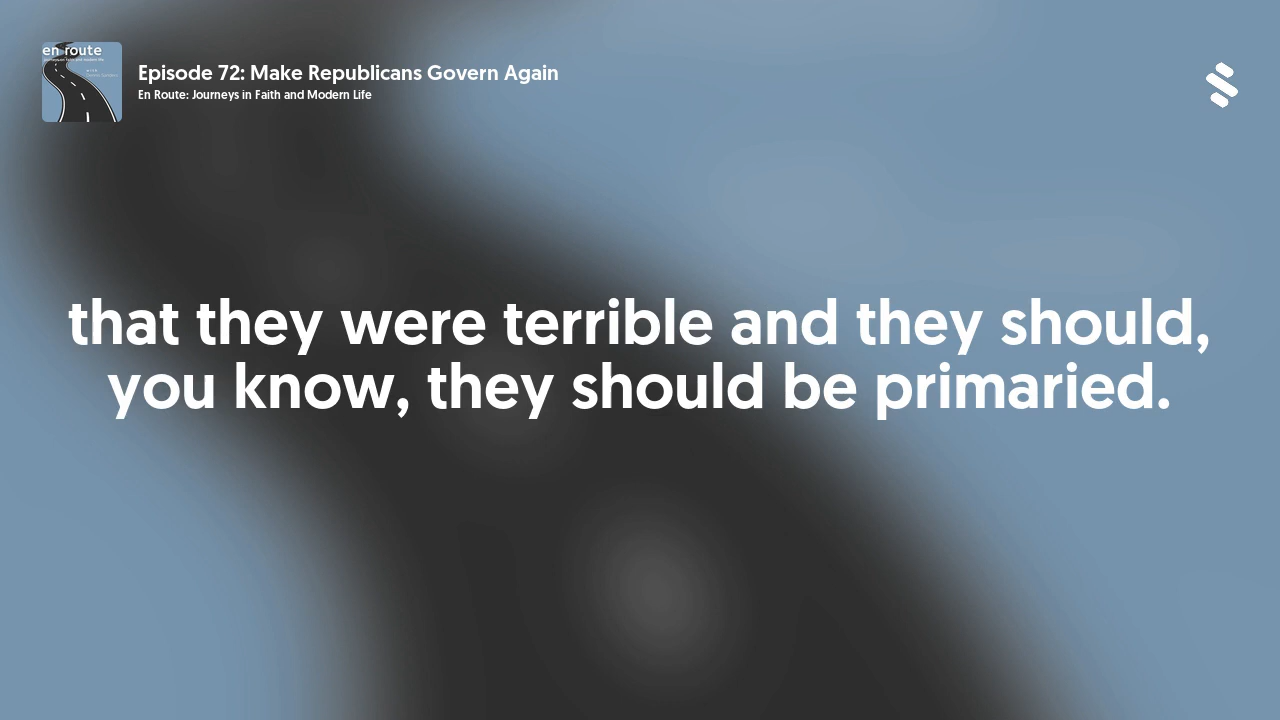 en route
Episode 72: Make Republicans Govern Again
En Route: Journeys in Faith and Modern Life
that they were terrible and they should,
you know, they should be primaried.